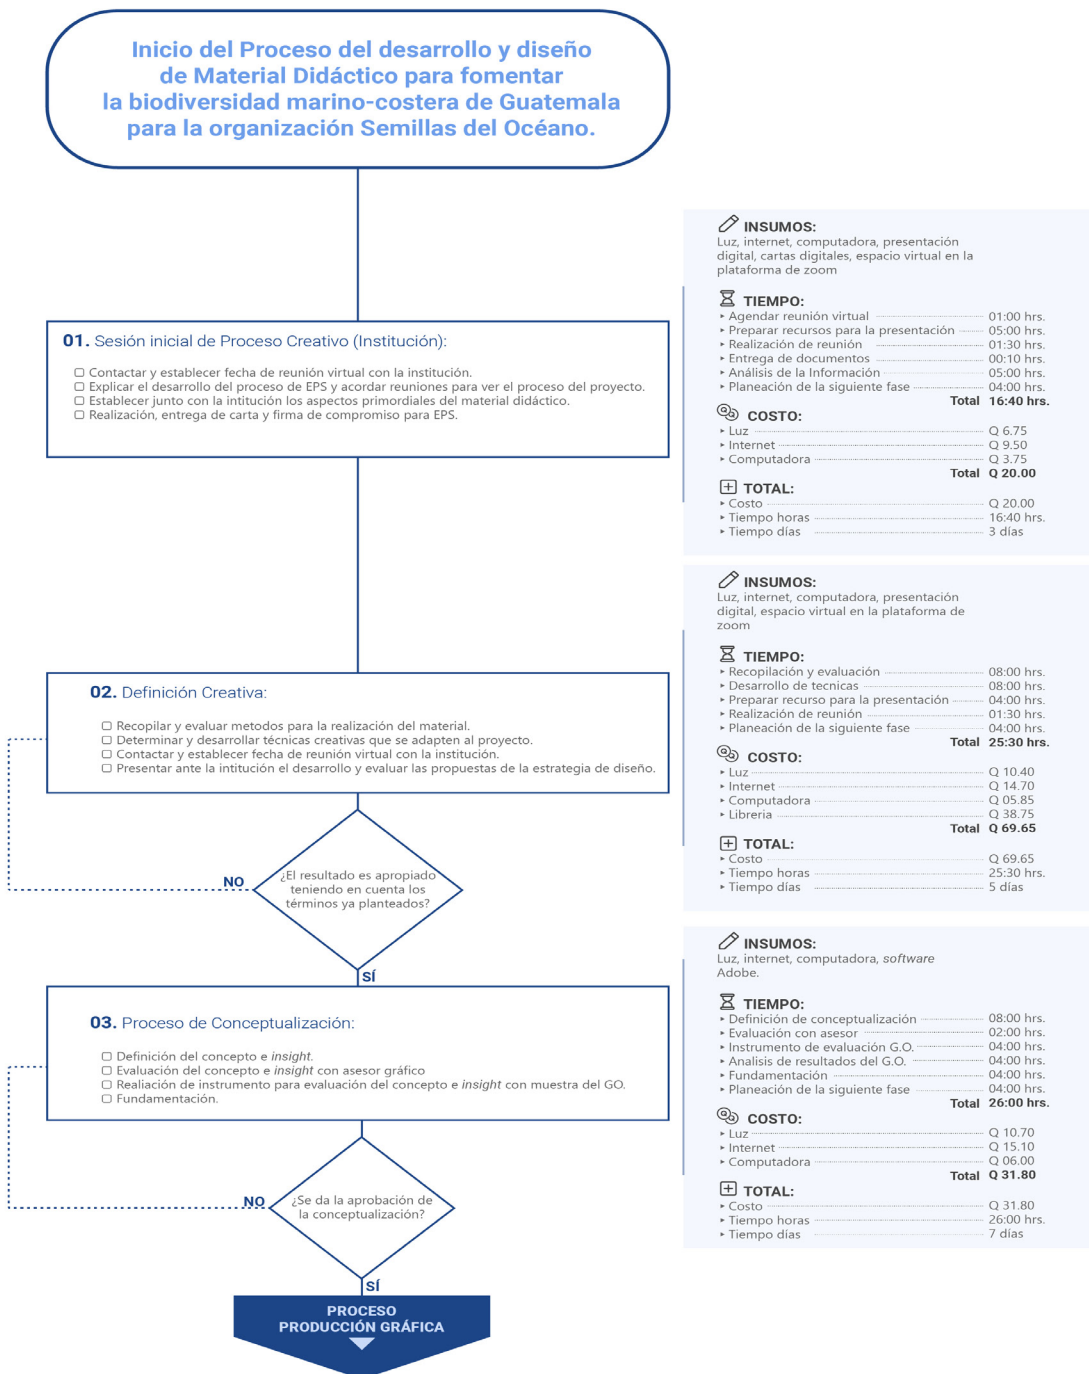 Inicio del Proceso del desarrollo y diseño
de Material Didáctico para fomentar
la biodiversidad marino-costera de Guatemala
para la organización Semillas del Océano.
01. Sesión inicial de Proceso Creativo (Institución):
Contactar y establecer fecha de reunión virtual con la institución.
Explicar el desarrollo del proceso de EPS y acordar reuniones para ver el proceso del proyecto.
Establecer junto con la intitución los aspectos primordiales del material didáctico.
Realización, entrega de carta y firma de compromiso para EPS.
INSUMOS:
Luz, internet, computadora, presentación
digital, cartas digitales, espacio virtual en la
plataforma de zoom
TIEMPO:
Agendar reunión virtual 01:00 hrs.
Preparar recursos para la presentación 05:00 hrs.
Realización de reunión 01:30 hrs.
Entrega de documentos 00:10 hrs.
Análisis de la Información 05:00 hrs.
Planeación de la siguiente fase 04:00 hrs.
Total 16:40 hrs.
COSTO:
Luz Q 6.75
Internet Q 9.50
Computadora Q 3.75
Total Q 20.00
TOTAL:
Costo Q 20.00
Tiempo horas 16:40 hrs.
Tiempo días 3 días
02. Definición Creativa:
Recopilar y evaluar metodos para la realización del material.
Determinar y desarrollar técnicas creativas que se adapten al proyecto.
Contactar y establecer fecha de reunión virtual con la institución.
Presentar ante la intitución el desarrollo y evaluar las propuestas de la estrategia de diseño.
¿El resultado es apropiado
teniendo en cuenta los
términos ya planteados?
NO
SÍ
INSUMOS:
Luz, internet, computadora, presentación
digital, espacio virtual en la plataforma de
zoom
TIEMPO:
Recopilación y evaluación 08:00 hrs.
Desarrollo de tecnicas 08:00 hrs.
Preparar recurso para la presentación 04:00 hrs.
Realización de reunión 01:30 hrs.
Planeación de la siguiente fase 04:00 hrs.
Total 25:30 hrs.
COSTO:
Luz Q 10.40
Internet Q 14.70
Computadora Q 05.85
Libreria Q 38.75
Total Q 69.65
TOTAL:
Costo Q 69.65
Tiempo horas 25:30 hrs.
Tiempo días 5 días
03. Proceso de Conceptualización:
Definición del concepto e insight.
Evaluación del concepto e insight con asesor gráfico
Realiación de instrumento para evaluación del concepto e insight con muestra del GO.
Fundamentación.
¿Se da la aprobación de
la conceptualización?
NO
SÍ
INSUMOS:
Luz, internet, computadora, software
Adobe.
TIEMPO:
Definición de conceptualización 08:00 hrs.
Evaluación con asesor 02:00 hrs.
Instrumento de evaluación G.O. 04:00 hrs.
Analisis de resultados del G.O. 04:00 hrs.
Fundamentación 04:00 hrs.
Planeación de la siguiente fase 04:00 hrs.
Total 26:00 hrs.
COSTO:
Luz Q 10.70
Internet Q 15.10
Computadora Q 06.00
Total Q 31.80
TOTAL:
Costo Q 31.80
Tiempo horas 26:00 hrs.
Tiempo días 7 días
PROCESO
PRODUCCIÓN GRÁFICA